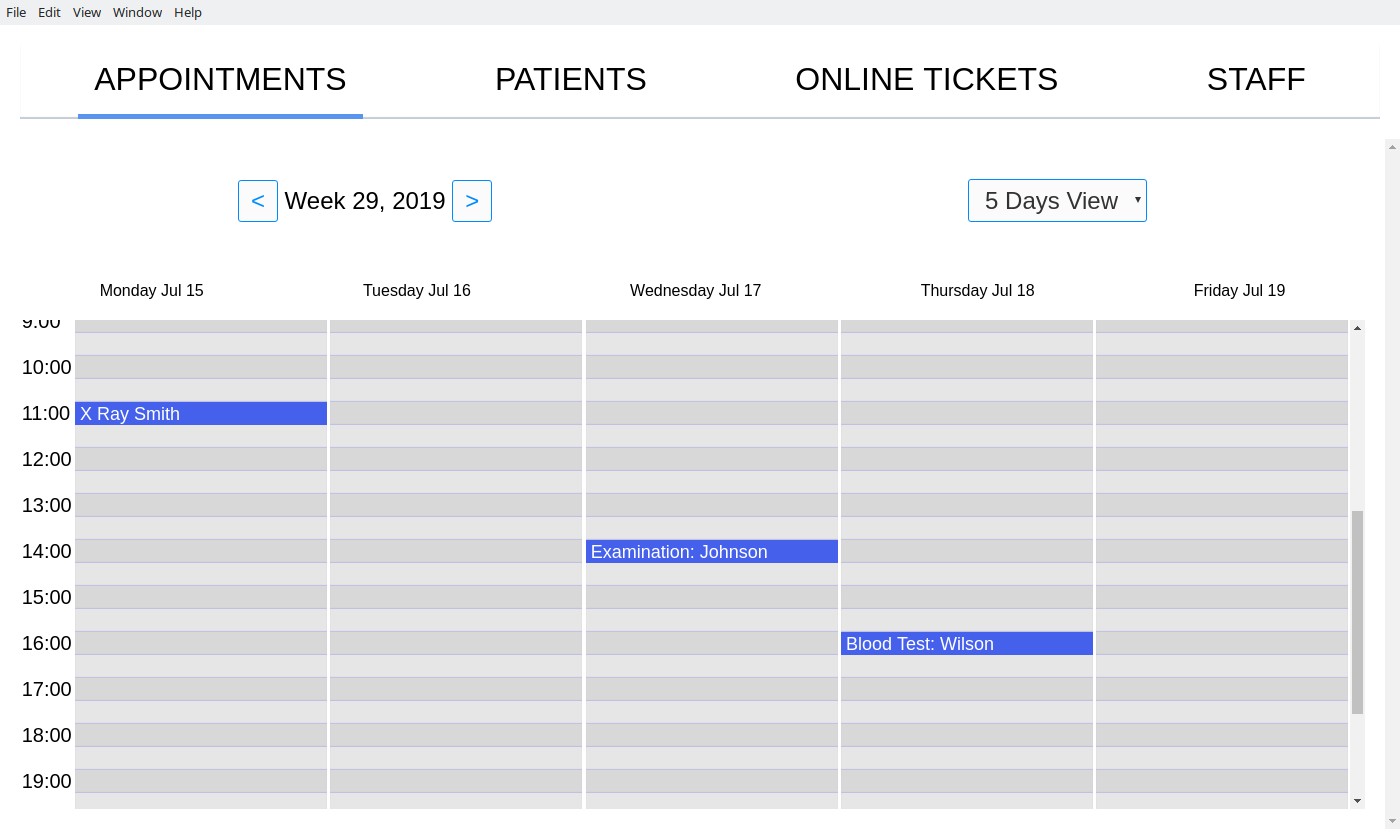 File Edit View Window Help
APPOINTMENTS PATIENTS ONLINE TICKETS STAFF
< Week 29, 2019 > 5 Days View
Monday Jul 15 Tuesday Jul 16 Wednesday Jul 17 Thursday Jul 18 Friday Jul 19
9:00
10:00
11:00 X Ray Smith
12:00
13:00
14:00 Examination: Johnson
15:00
16:00 Blood Test: Wilson
17:00
18:00
19:00